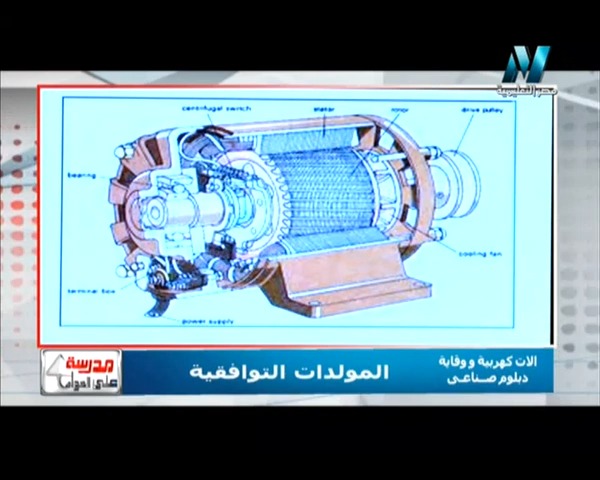 مصر التعليمية
centrifugal switch
stator
rotor
drive pulley
bearing
cooling fan
terminal box
power supply
الات كهربية و وقاية
دبلوم صناعى
المولدات التوافقية
مدرسة
على الهواء